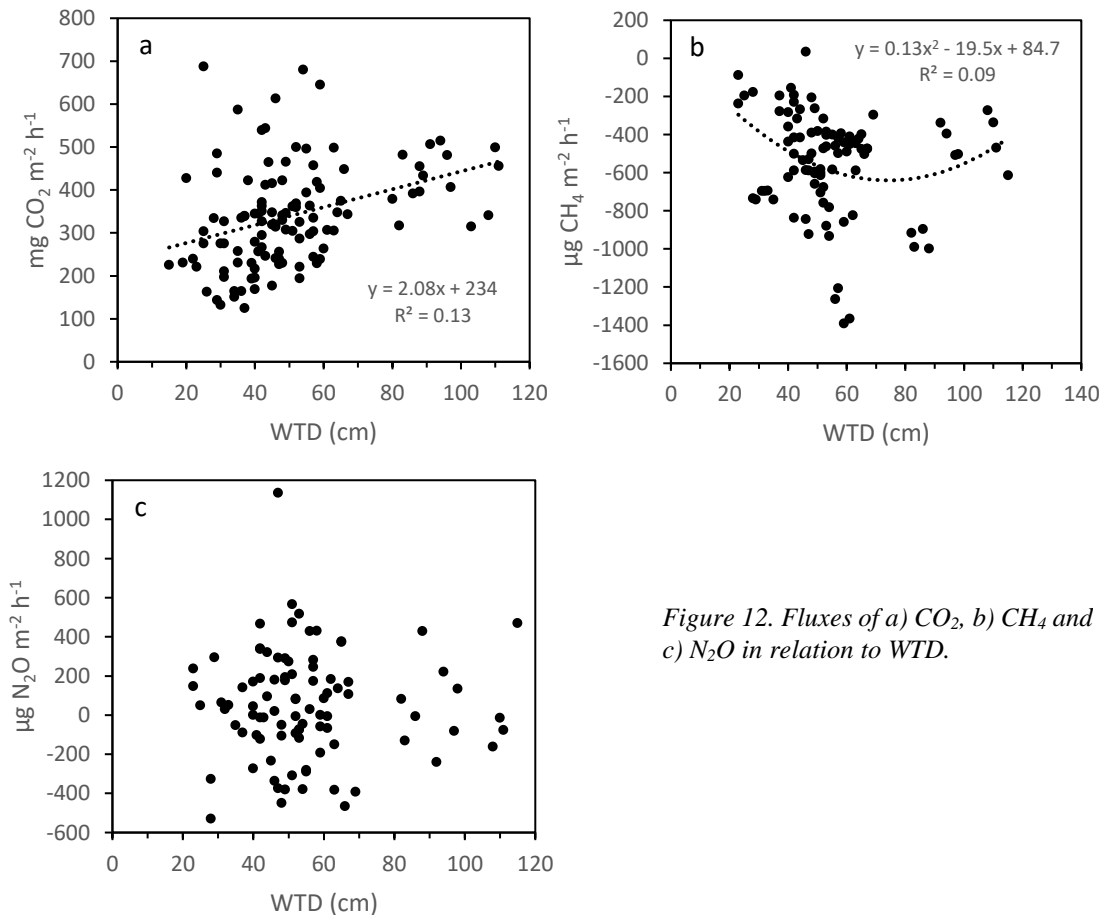 a
800
700
600
500
400
300
200
100
0
mg CO₂ m⁻² h⁻¹
y = 2.08x + 234
R² = 0.13
0 20 40 60 80 100 120
WTD (cm)
b
200
0
-200
-400
-600
-800
-1000
-1200
-1400
-1600
µg CH₄ m⁻² h⁻¹
y = 0.13x² - 19.5x + 84.7
R² = 0.09
0 20 40 60 80 100 120 140
WTD (cm)
c
1200
1000
800
600
400
200
0
-200
-400
-600
µg N₂O m⁻² h⁻¹
0 20 40 60 80 100 120
WTD (cm)
Figure 12. Fluxes of a) CO₂, b) CH₄ and
c) N₂O in relation to WTD.